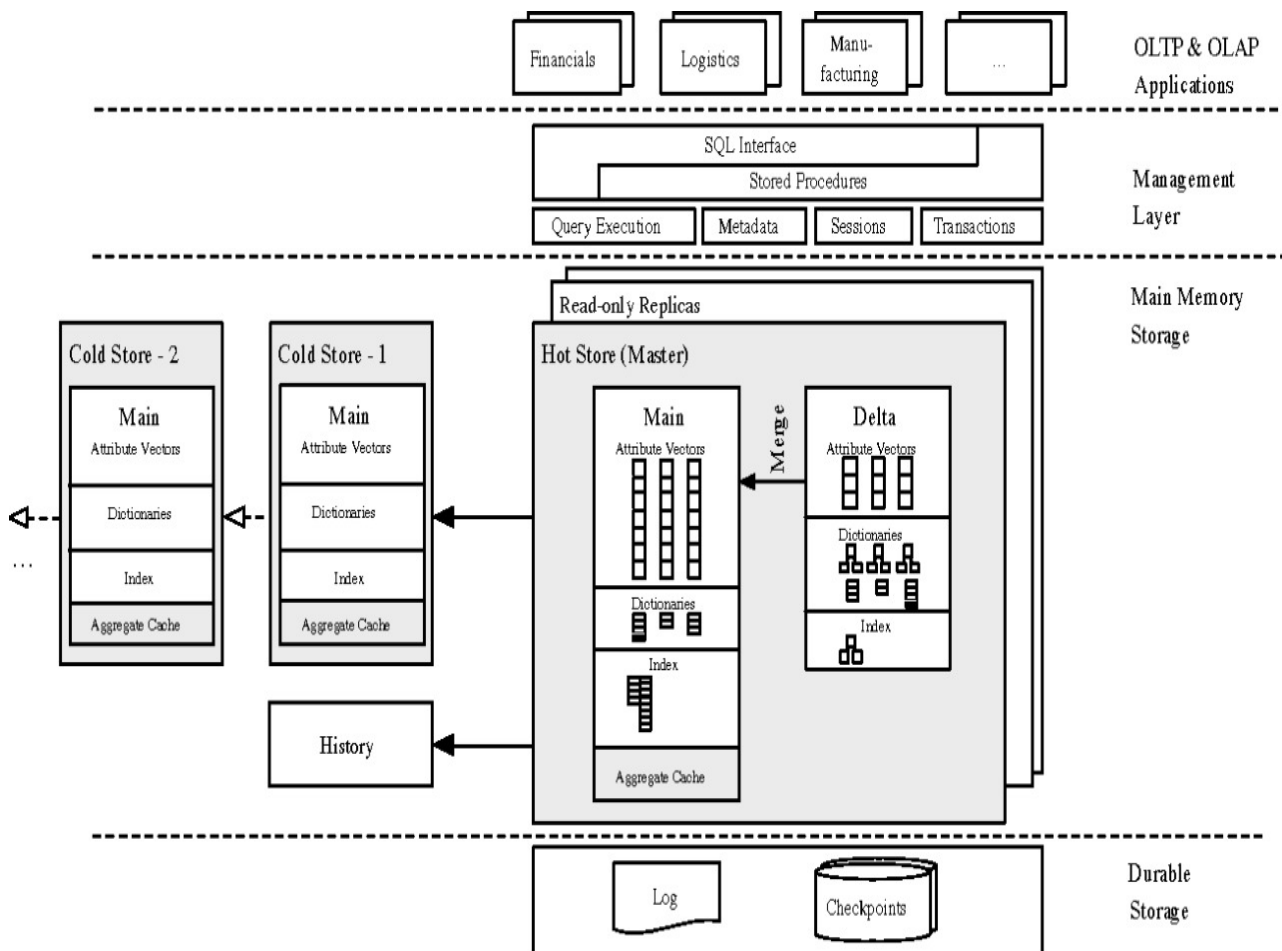 Financials
Logistics
Manu-
facturing
...
OLTP & OLAP
Applications
SQL Interface
Stored Procedures
Management
Layer
Query Execution
Metadata
Sessions
Transactions
Main Memory
Storage
Read-only Replicas
Cold Store - 2
Main
Attribute Vectors
Dictionaries
Index
Aggregate Cache
...
Cold Store - 1
Main
Attribute Vectors
Dictionaries
Index
Aggregate Cache
Hot Store (Master)
Main
Attribute Vectors
Dictionaries
Index
Aggregate Cache
Merge
Delta
Attribute Vectors
Dictionaries
Index
History
Log
Checkpoints
Durable
Storage